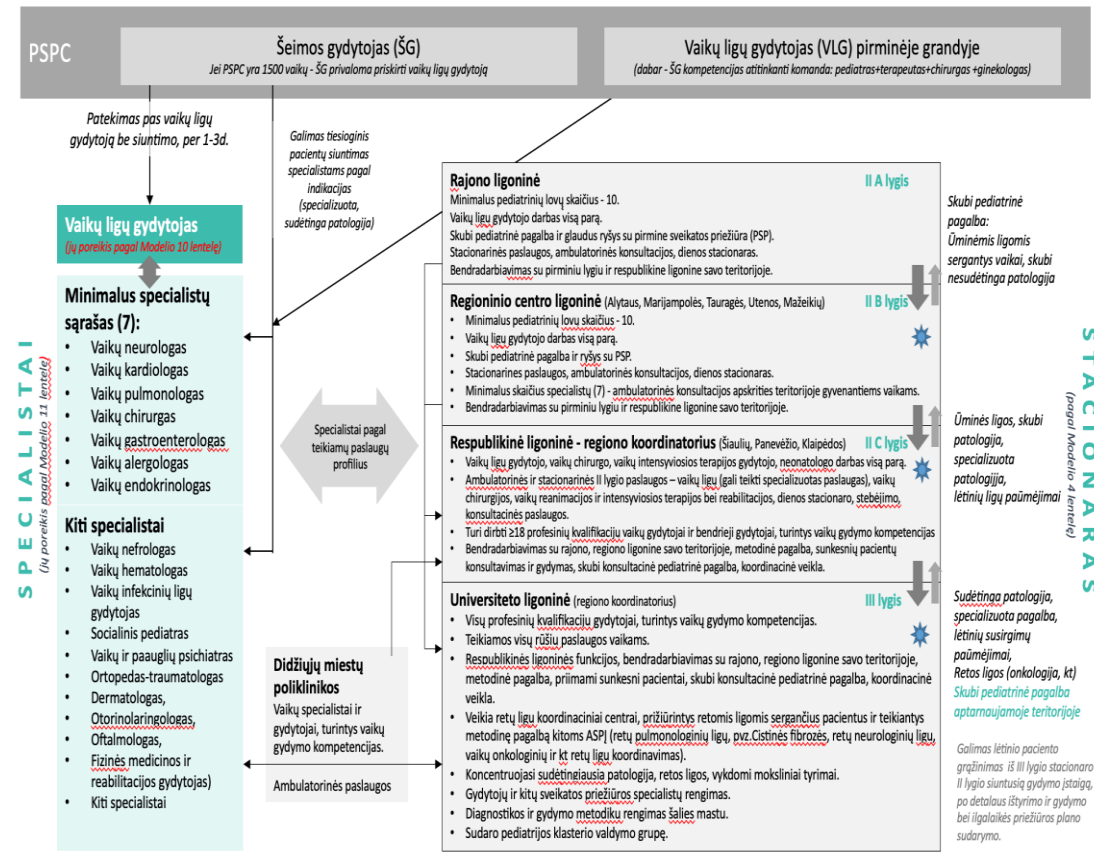 PSPC
Šeimos gydytojas (ŠG)
Jei PSPC yra 1500 vaikų - ŠG privaloma priskirti vaikų ligų gydytoją
Vaikų ligų gydytojas (VLG) pirminėje grandyje
(dabar - ŠG kompetencijas atitinkanti komanda: pediatras+terapeutas+chirurgas +ginekologas)
Patekimas pas vaikų ligų
gydytoją be siuntimo, per 1-3d.
Galimas tiesioginis
pacientų siuntimas
specialistams pagal
indikacijas
(specializuota,
sudėtinga patologija)
SPECIALISTAI
(jų poreikis pagal Modelio 11 lentelę)
Vaikų ligų gydytojas
(jų poreikis pagal Modelio 10 lentelę)
Minimalus specialistų
sąrašas (7):
• Vaikų neurologas
• Vaikų kardiologas
• Vaikų pulmonologas
• Vaikų chirurgas
• Vaikų gastroenterologas
• Vaikų alergologas
• Vaikų endokrinologas
Kiti specialistai
• Vaikų nefrologas
• Vaikų hematologas
• Vaikų infekcinių ligų
gydytojas
• Socialinis pediatras
• Vaikų ir paauglių psichiatras
• Ortopedas-traumatologas
• Dermatologas,
• Otorinolaringologas,
• Oftalmologas,
• Fizinės medicinos ir
reabilitacijos gydytojas)
• Kiti specialistai
Specialistai pagal
teikiamų paslaugų
profilius
Didžiųjų miestų
poliklinikos
Vaikų specialistai ir
gydytojai, turintys vaikų
gydymo kompetencijas.
Ambulatorinės paslaugos
Rajono ligoninė II A lygis
Minimalus pediatrinių lovų skaičius - 10.
Vaikų ligų gydytojo darbas visą parą.
Skubi pediatrinė pagalba ir glaudus ryšys su pirmine sveikatos priežiūra (PSP).
Stacionarinės paslaugos, ambulatorinės konsultacijos, dienos stacionaras.
Bendradarbiavimas su pirminiu lygiu ir respublikine ligonine savo teritorijoje.
Regioninio centro ligoninė (Alytaus, Marijampolės, Tauragės, Utenos, Mažeikių) II B lygis
• Minimalus pediatrinių lovų skaičius - 10.
• Vaikų ligų gydytojo darbas visą parą.
• Skubi pediatrinė pagalba ir ryšys su PSP.
• Stacionarines paslaugos, ambulatorinės konsultacijos, dienos stacionaras.
• Minimalus skaičius specialistų (7) - ambulatorinės konsultacijos apskrities teritorijoje gyvenantiems vaikams.
• Bendradarbiavimas su pirminiu lygiu ir respublikine ligonine savo teritorijoje.
Respublikinė ligoninė - regiono koordinatorius (Šiaulių, Panevėžio, Klaipėdos) II C lygis
• Vaikų ligų gydytojo, vaikų chirurgo, vaikų intensyviosios terapijos gydytojo, neonatologo darbas visą parą.
• Ambulatorinės ir stacionarinės II lygio paslaugos – vaikų ligų (gali teikti specializuotas paslaugas), vaikų
chirurgijos, vaikų reanimacijos ir intensyviosios terapijos bei reabilitacijos, dienos stacionaro, stebėjimo,
konsultacinės paslaugos.
• Turi dirbti ≥18 profesinių kvalifikacijų vaikų gydytojai ir bendrieji gydytojai, turintys vaikų gydymo kompetencijas
• Bendradarbiavimas su rajono, regiono ligonine savo teritorijoje, metodinė pagalba, sunkesnių pacientų
konsultavimas ir gydymas, skubi konsultacinė pediatrinė pagalba, koordinacinė veikla.
Universiteto ligoninė (regiono koordinatorius) III lygis
• Visų profesinių kvalifikacijų gydytojai, turintys vaikų gydymo kompetencijas.
• Teikiamos visų rūšių paslaugos vaikams.
• Respublikinės ligoninės funkcijos, bendradarbiavimas su rajono, regiono ligonine savo teritorijoje,
metodinė pagalba, priimami sunkesni pacientai, skubi konsultacinė pediatrinė pagalba, koordinacinė
veikla.
• Veikia retų ligų koordinaciniai centrai, prižiūrintys retomis ligomis sergančius pacientus ir teikiantys
metodinę pagalbą kitoms ASPĮ (retų pulmonologinių ligų, pvz.Cistinės fibrozės, retų neurologinių ligų,
vaikų onkologinių ir kt retų ligų koordinavimas).
• Koncentruojasi sudėtingiausia patologija, retos ligos, vykdomi moksliniai tyrimai.
• Gydytojų ir kitų sveikatos priežiūros specialistų rengimas.
• Diagnostikos ir gydymo metodikų rengimas šalies mastu.
• Sudaro pediatrijos klasterio valdymo grupę.
Skubi pediatrinė
pagalba:
Ūminėmis ligomis
sergantys vaikai, skubi
nesudėtinga patologija
Ūminės ligos, skubi
patologija,
specializuota
patologijja,
lėtinių ligų paūmėjimai
Sudėtinga patologija,
specializuota pagalba,
lėtinių susirgimų
paūmėjimai,
Retos ligos (onkologija, kt)
Skubi pediatrinė pagalba
aptarnaujamoje teritorijoje
Galimas lėtinio paciento
grąžinimas iš III lygio stacionaro
II lygio siuntusią gydymo įstaigą,
po detalaus ištyrimo ir gydymo
bei ilgalaikės priežiūros plano
sudarymo.
STACIONARAS
(pagal Modelio 4 lentelę)